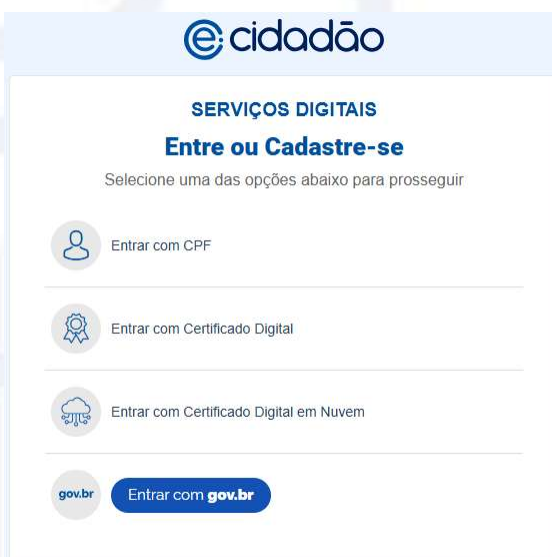 e: cidadão
SERVIÇOS DIGITAIS
Entre ou Cadastre-se
Selecione uma das opções abaixo para prosseguir
Entrar com CPF
Entrar com Certificado Digital
Entrar com Certificado Digital em Nuvem
gov.br Entrar com gov.br